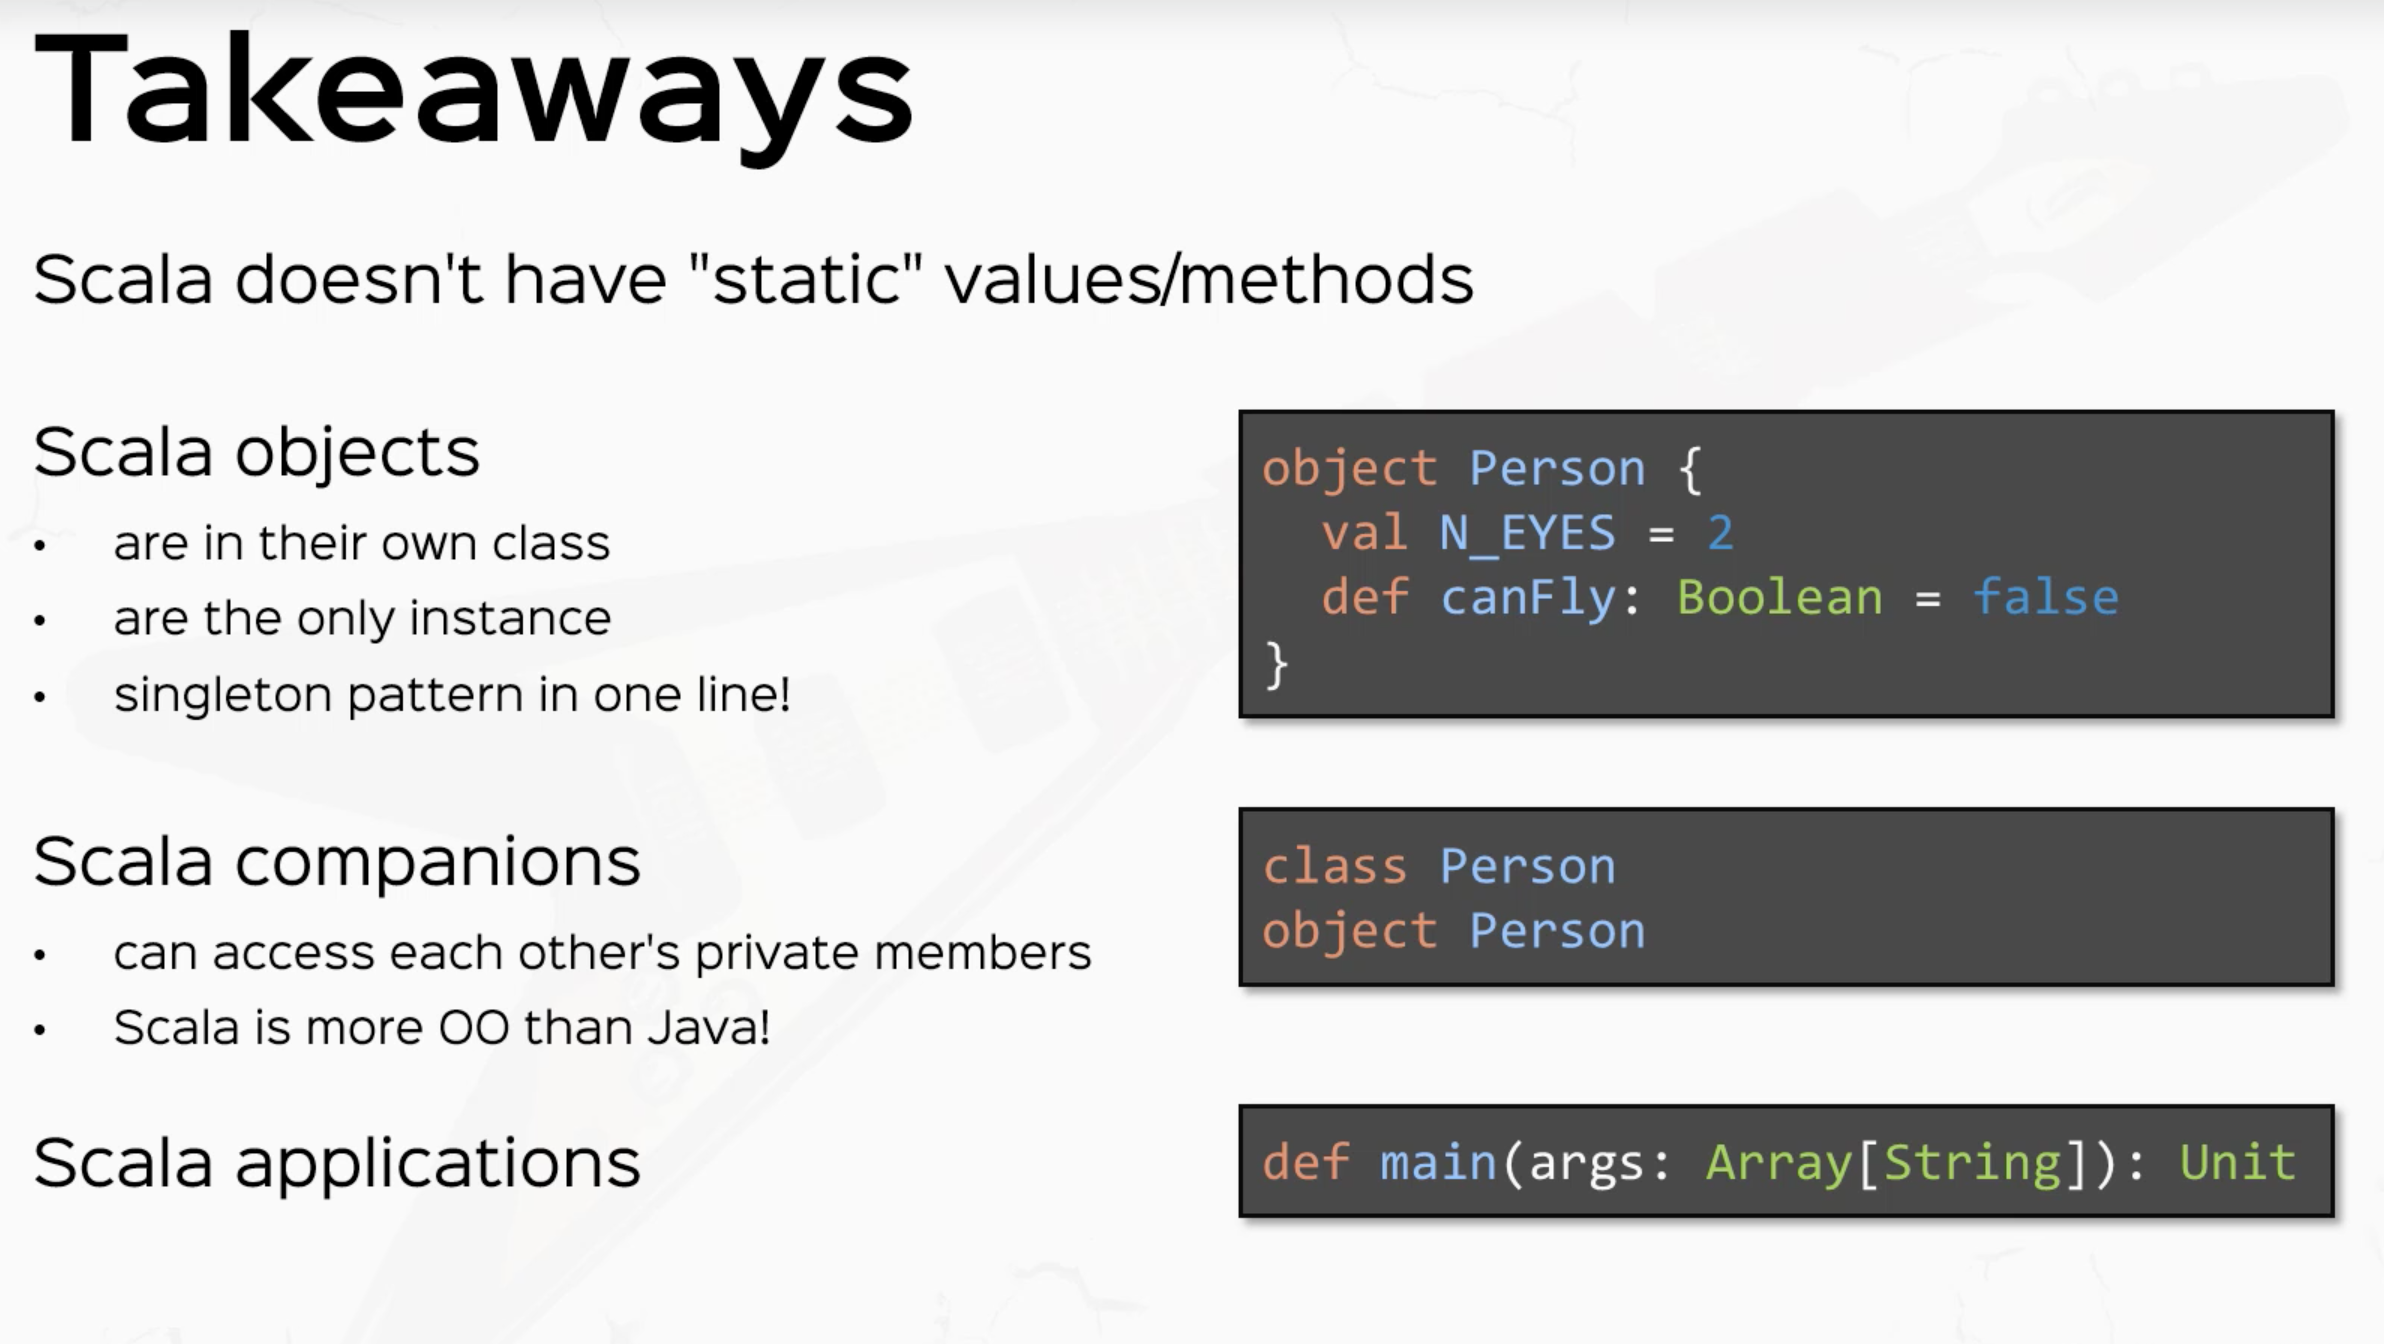 Takeaways
Scala doesn't have "static" values/methods
Scala objects
• are in their own class
• are the only instance
• singleton pattern in one line!
object Person {
  val N_EYES = 2
  def canFly: Boolean = false
}
Scala companions
• can access each other's private members
• Scala is more OO than Java!
class Person
object Person
Scala applications
def main(args: Array[String]): Unit